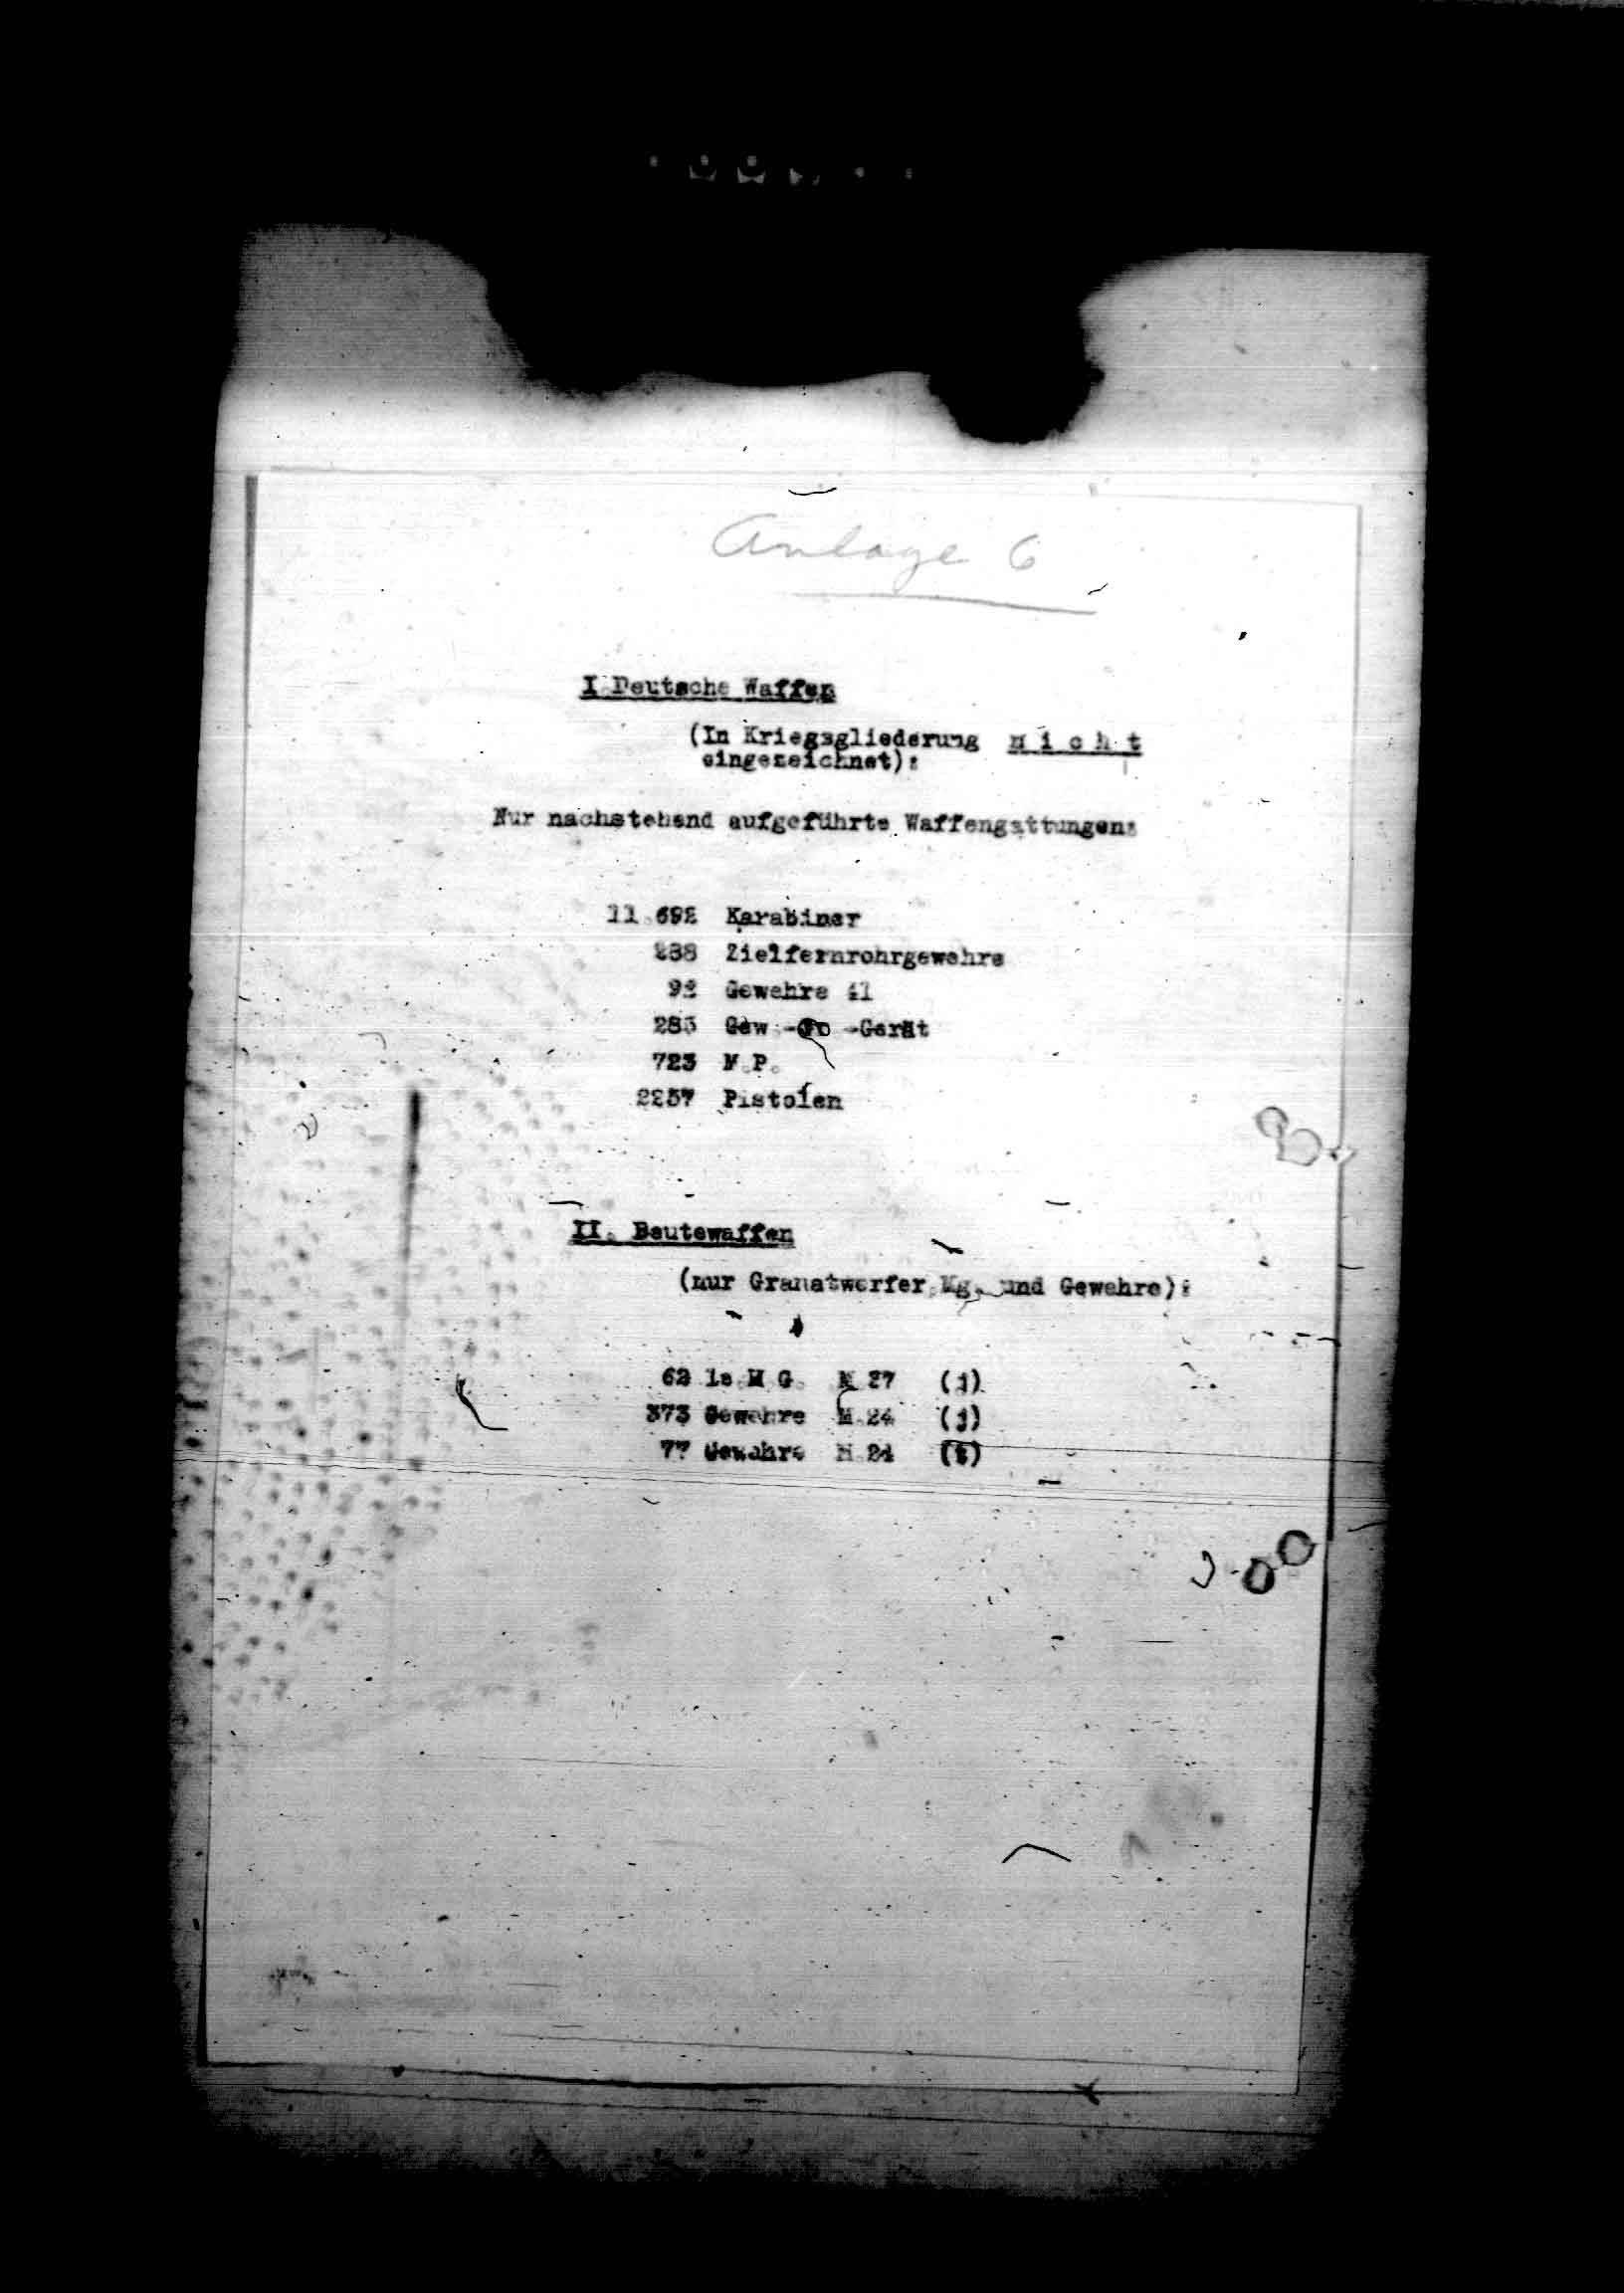 Anlage 6
I Deutsche Waffen
(In Kriegsgliederung n i c h t
eingezeichnet):
Nur nachstehend aufgeführte Waffengattungen:
11.692 Karabiner
238 Zielfernrohrgewehre
92 Gewehre 41
283 Gew.- -Gerät
723 M.P.
2257 Pistolen
II. Beutewaffen
(nur Granatwerfer, Mg. und Gewehre):
62 le.M.G. M 27 (j)
373 Gewehre M.24 (j)
77 Gewehre M 24 (t)